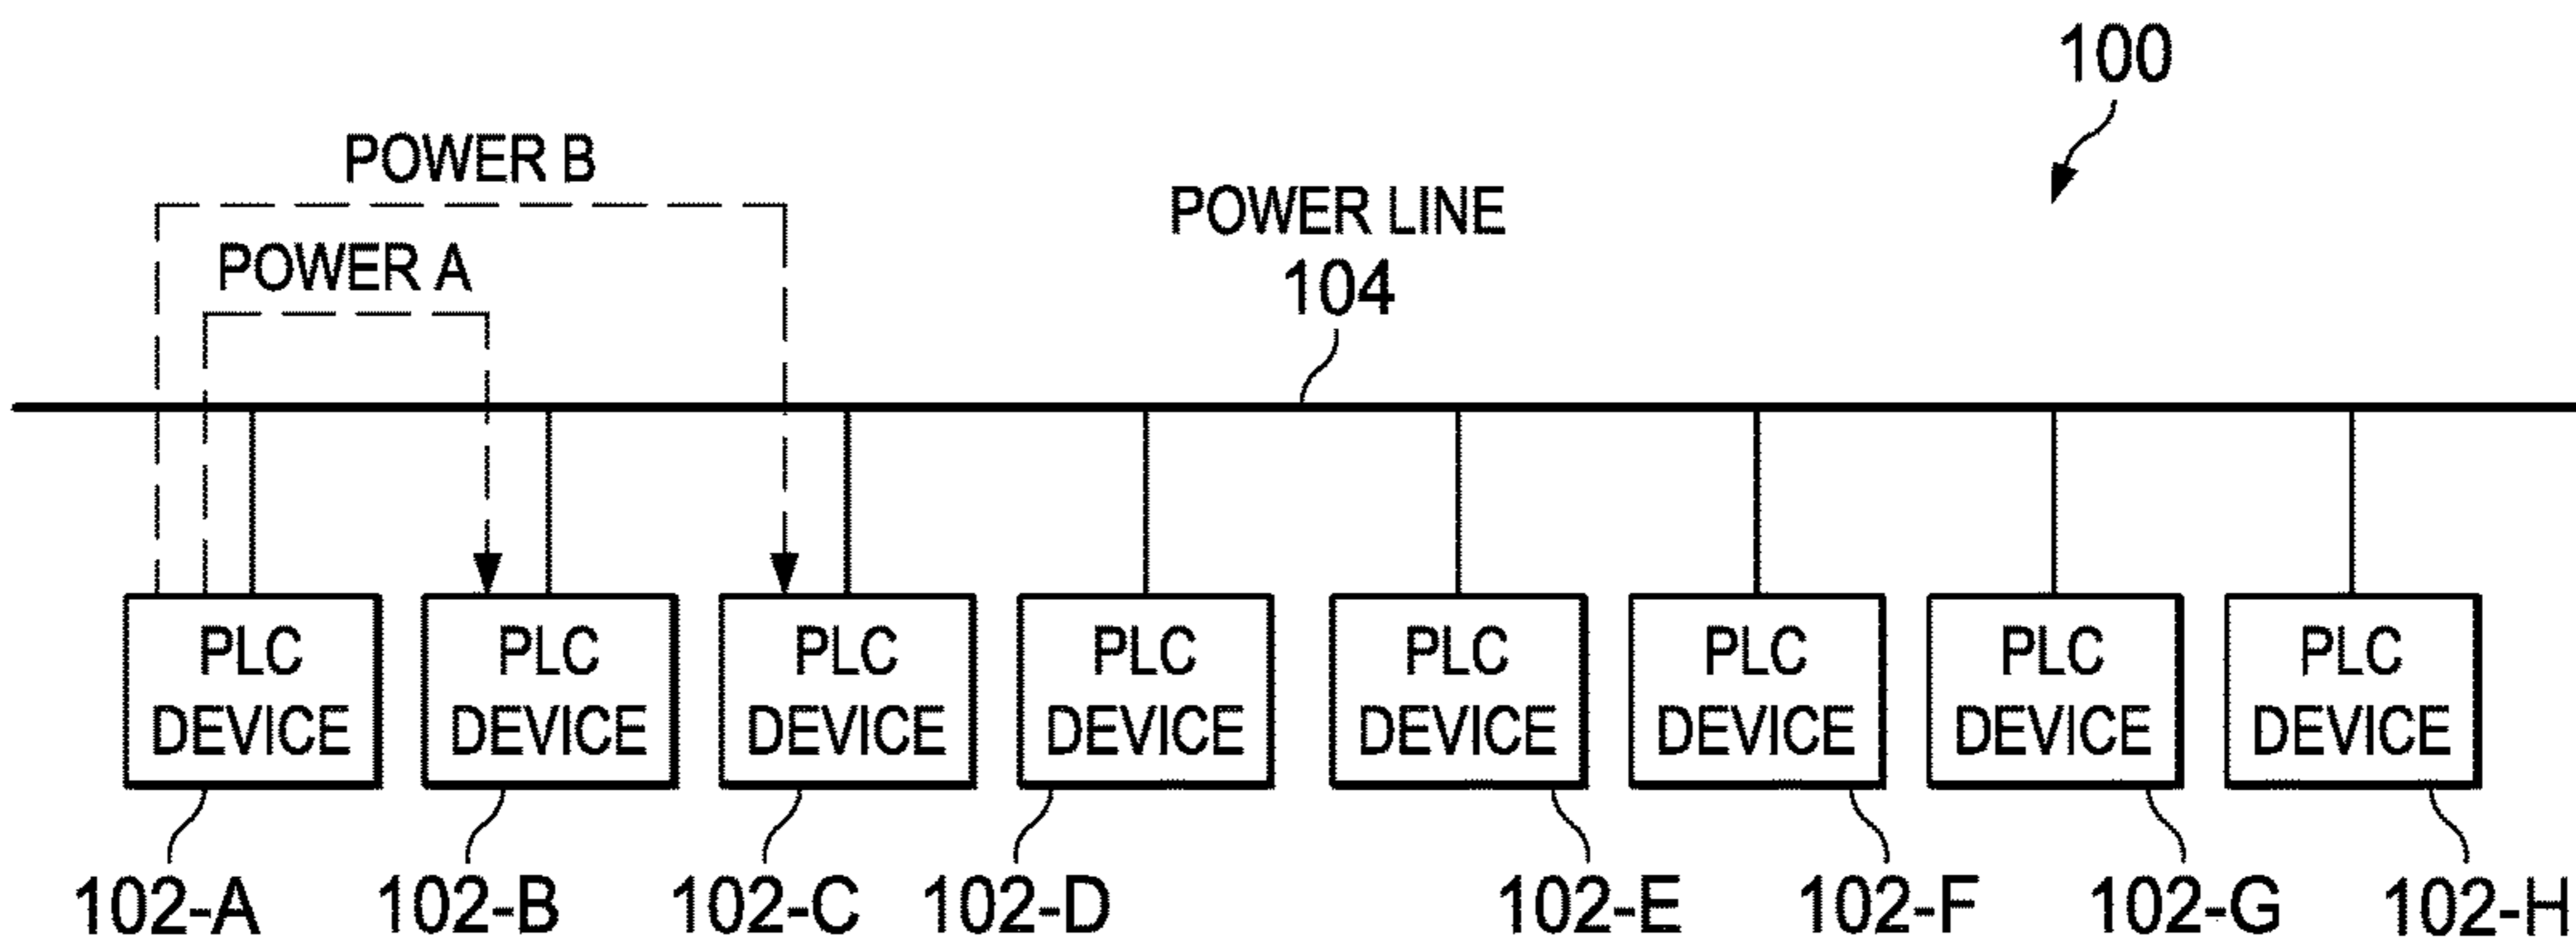 100
POWER B
POWER LINE
104
POWER A
PLC
DEVICE
PLC
DEVICE
PLC
DEVICE
PLC
DEVICE
PLC
DEVICE
PLC
DEVICE
PLC
DEVICE
PLC
DEVICE
102-A
102-B
102-C
102-D
102-E
102-F
102-G
102-H